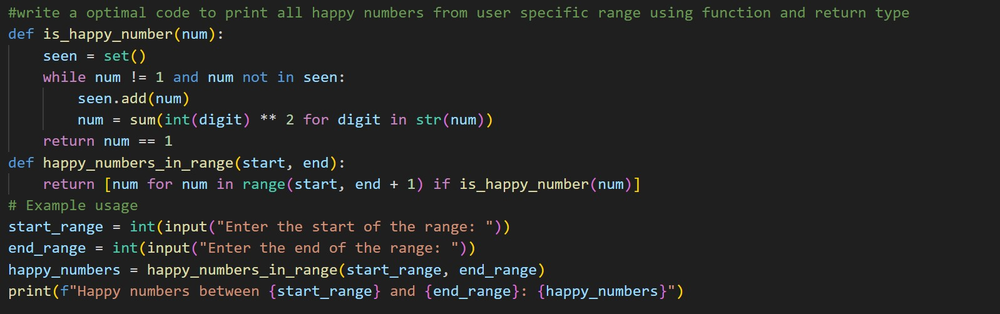 #write a optimal code to print all happy numbers from user specific range using function and return type
def is_happy_number(num):
    seen = set()
    while num != 1 and num not in seen:
        seen.add(num)
        num = sum(int(digit) ** 2 for digit in str(num))
    return num == 1
def happy_numbers_in_range(start, end):
    return [num for num in range(start, end + 1) if is_happy_number(num)]
# Example usage
start_range = int(input("Enter the start of the range: "))
end_range = int(input("Enter the end of the range: "))
happy_numbers = happy_numbers_in_range(start_range, end_range)
print(f"Happy numbers between {start_range} and {end_range}: {happy_numbers}")